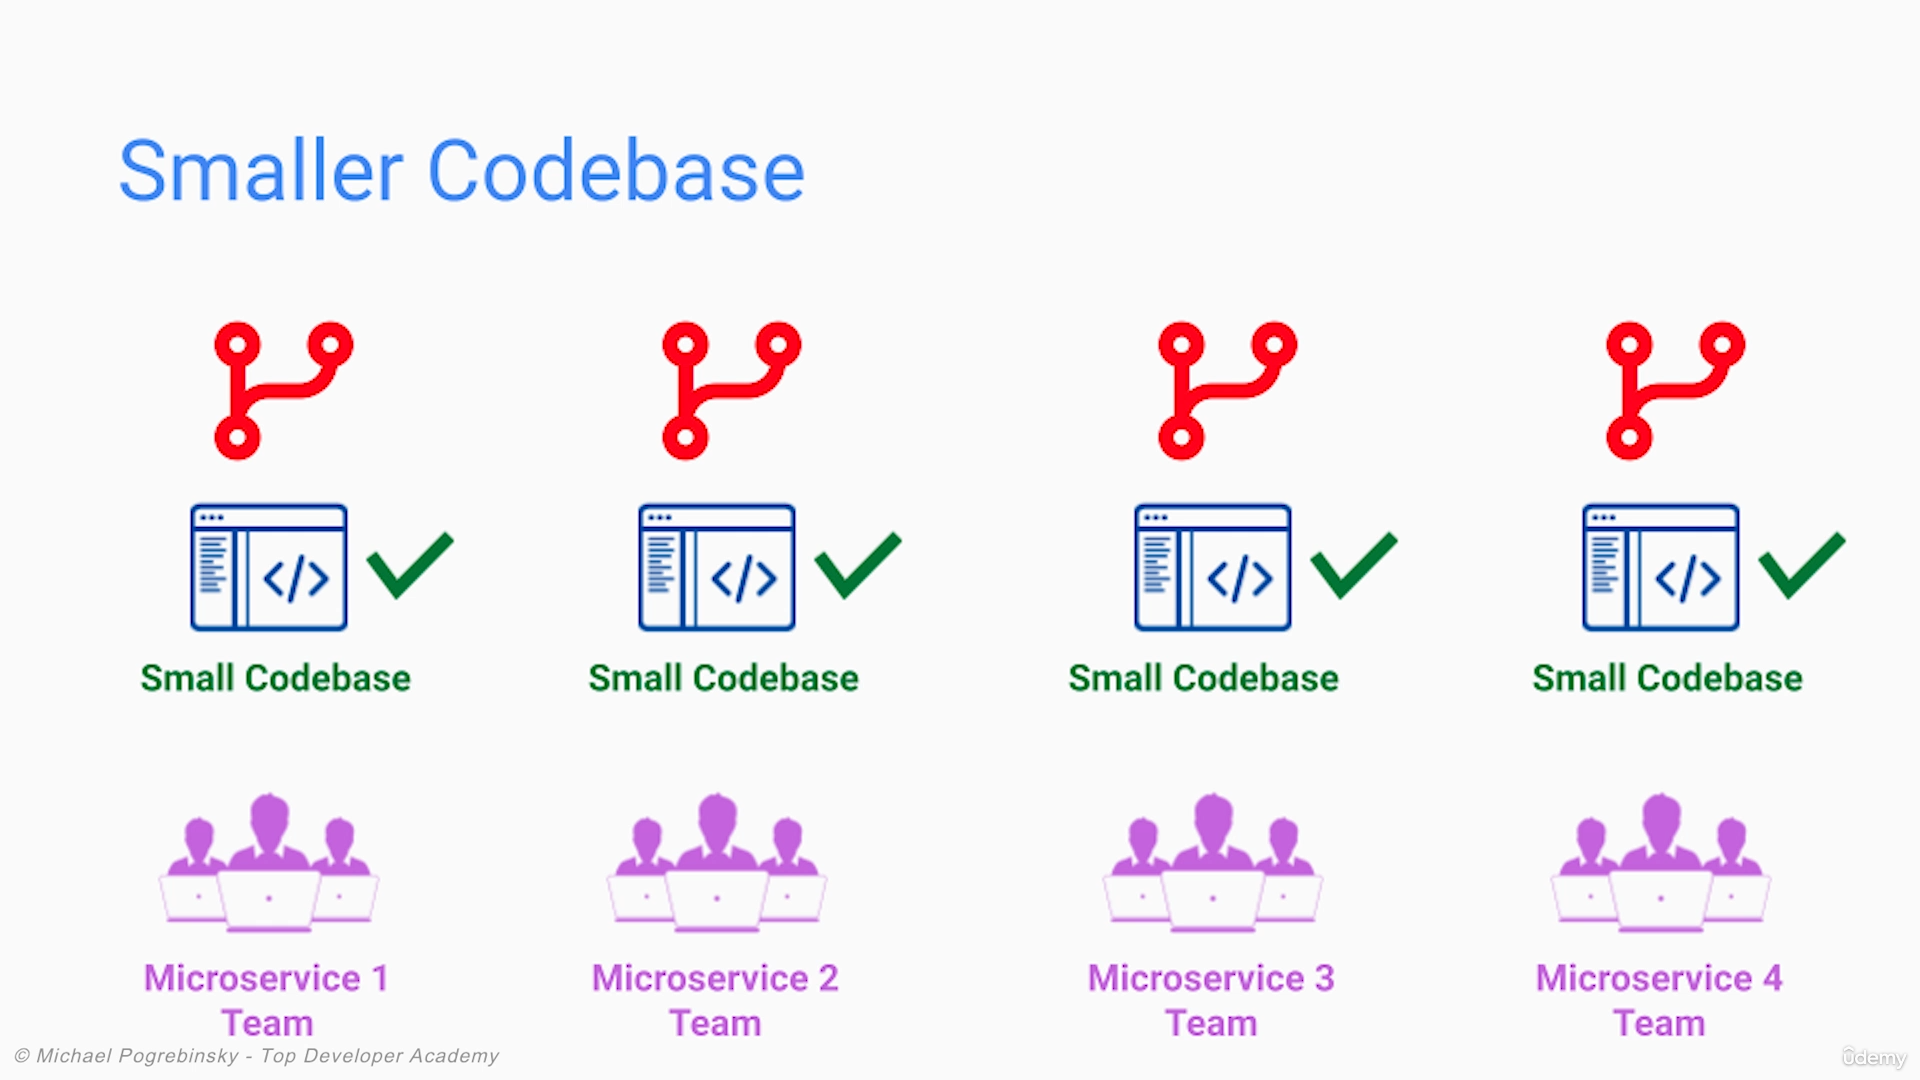 Smaller Codebase
</>
</>
</>
</>
Small Codebase
Small Codebase
Small Codebase
Small Codebase
Microservice 1
Team
Microservice 2
Team
Microservice 3
Team
Microservice 4
Team
© Michael Pogrebinsky - Top Developer Academy
ûdemy